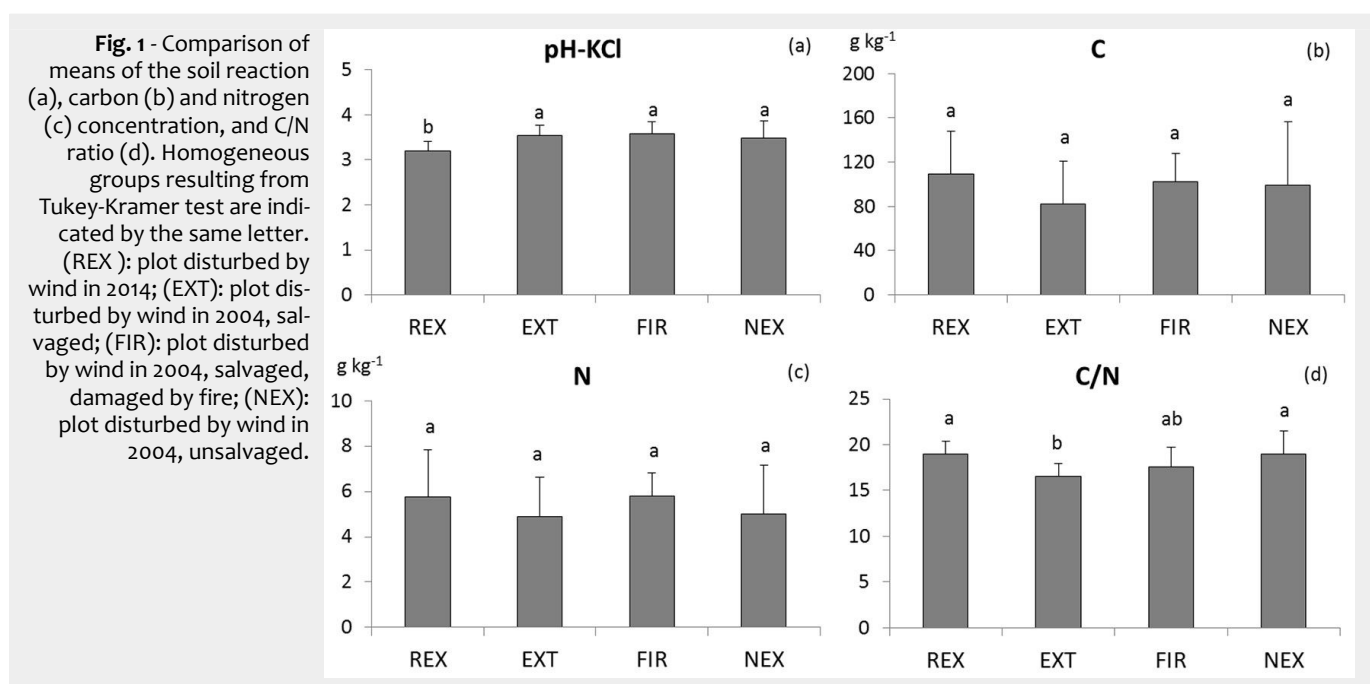 Fig. 1 - Comparison of
means of the soil reaction
(a), carbon (b) and nitrogen
(c) concentration, and C/N
ratio (d). Homogeneous
groups resulting from
Tukey-Kramer test are indi-
cated by the same letter.
(REX ): plot disturbed by
wind in 2014; (EXT): plot dis-
turbed by wind in 2004, sal-
vaged; (FIR): plot disturbed
by wind in 2004, salvaged,
damaged by fire; (NEX):
plot disturbed by wind in
2004, unsalvaged.
pH-KCl
(a)
5
4
3
2
1
0
b
a
a
a
REX EXT FIR NEX
g kg-1
C
(b)
200
160
120
80
40
0
a
a
a
a
REX EXT FIR NEX
g kg-1
N
(c)
10
8
6
4
2
0
a
a
a
a
REX EXT FIR NEX
C/N
(d)
25
20
15
10
5
0
a
b
ab
a
REX EXT FIR NEX